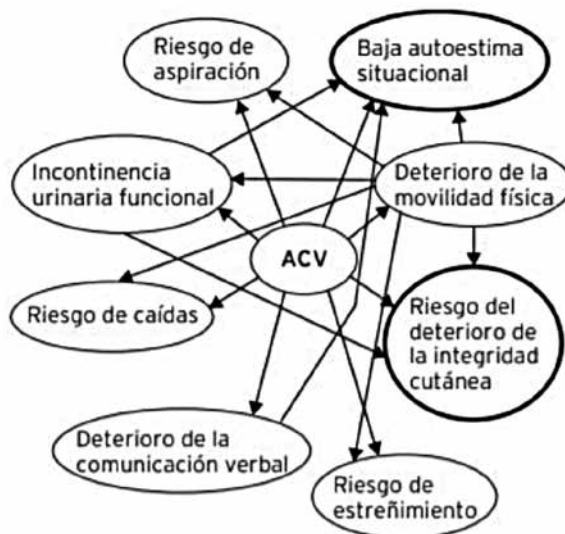 Riesgo de
aspiración
Baja autoestima
situacional
Incontinencia
urinaria funcional
Deterioro de la
movilidad física
ACV
Riesgo de caídas
Riesgo del
deterioro de
la integridad
cutánea
Deterioro de la
comunicación verbal
Riesgo de
estreñimiento